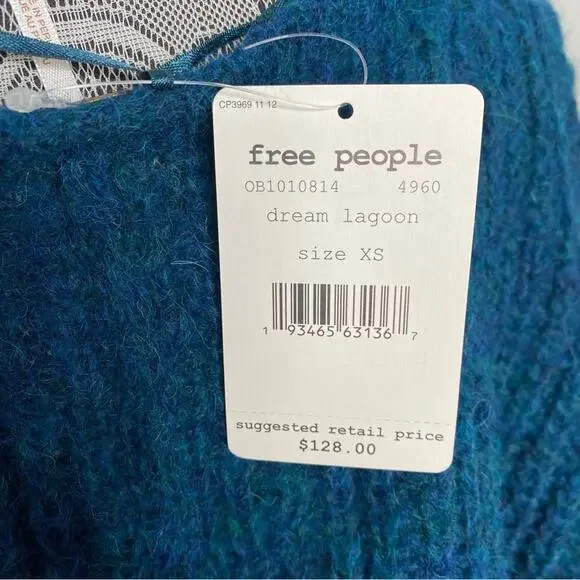 CP3969 11 12
free people
OB1010814 4960
dream lagoon
size XS
1 93465 63136 7
suggested retail price
$128.00